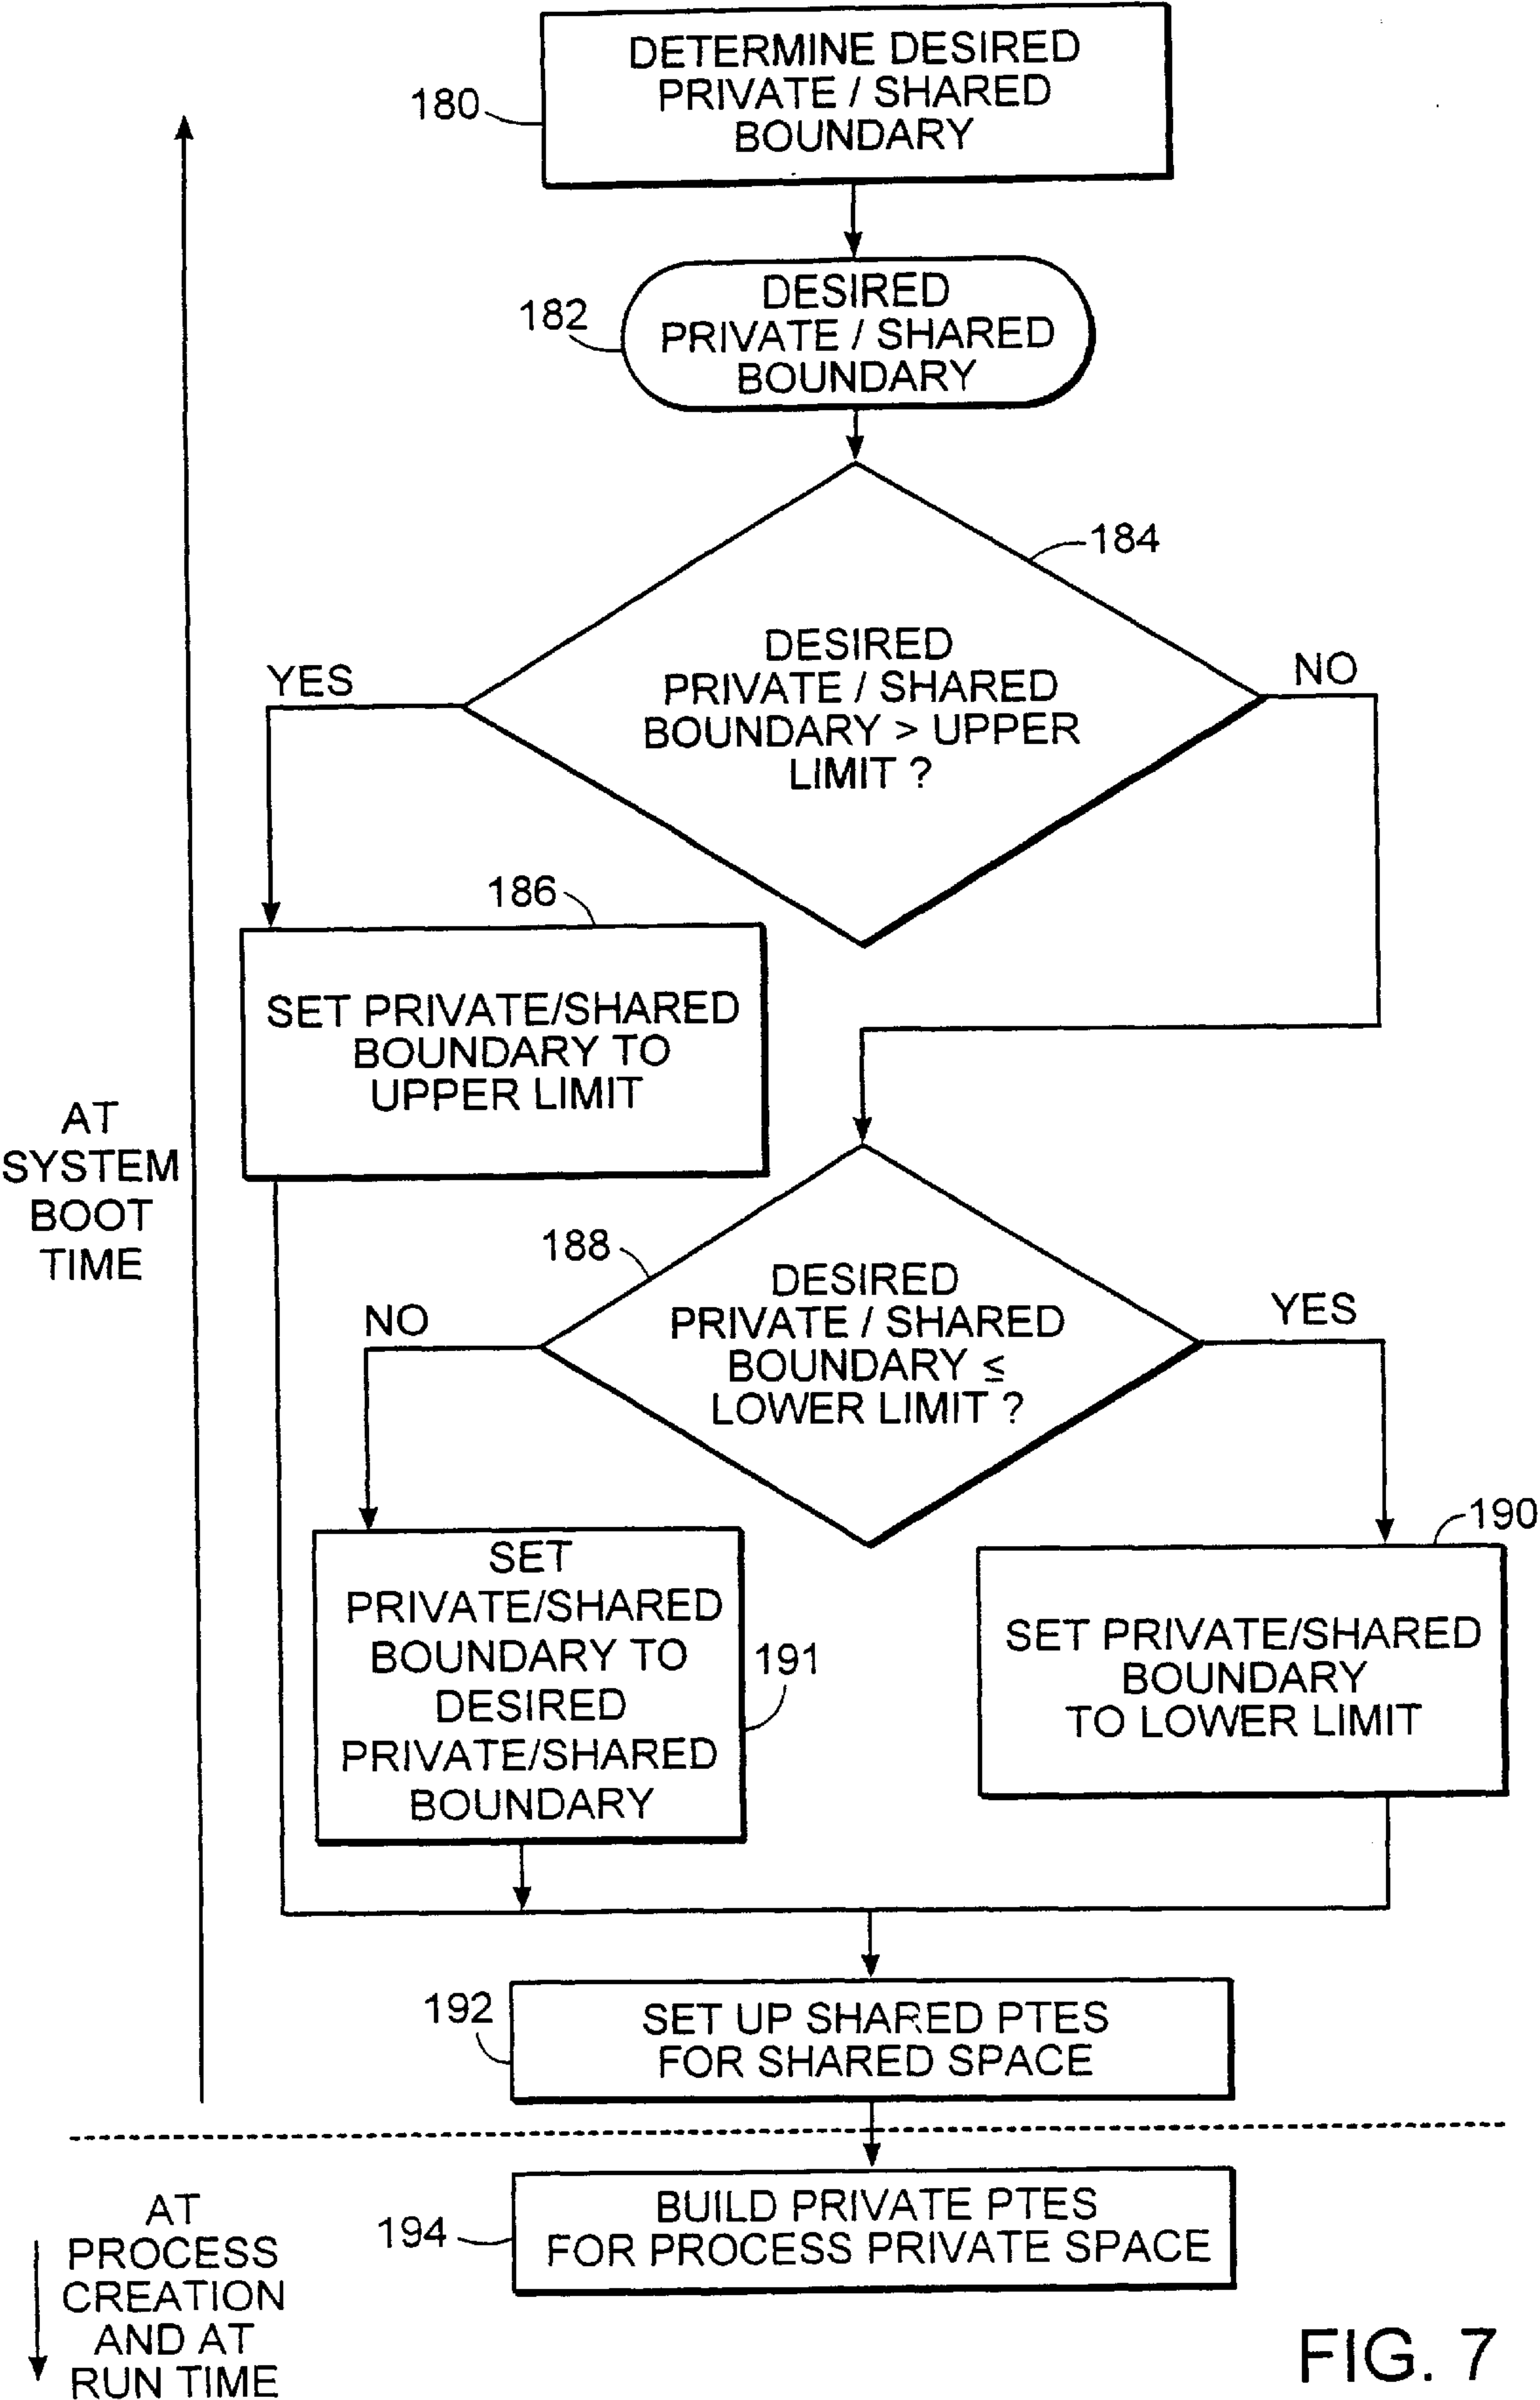 DETERMINE DESIRED
PRIVATE / SHARED
BOUNDARY
180
DESIRED
PRIVATE / SHARED
BOUNDARY
182
184
DESIRED
PRIVATE / SHARED
BOUNDARY > UPPER
LIMIT ?
YES
NO
186
SET PRIVATE/SHARED
BOUNDARY TO
UPPER LIMIT
AT
SYSTEM
BOOT
TIME
188
DESIRED
PRIVATE / SHARED
BOUNDARY ≤
LOWER LIMIT ?
NO
YES
190
SET
PRIVATE/SHARED
BOUNDARY TO
DESIRED
PRIVATE/SHARED
BOUNDARY
191
SET PRIVATE/SHARED
BOUNDARY
TO LOWER LIMIT
192
SET UP SHARED PTES
FOR SHARED SPACE
194
BUILD PRIVATE PTES
FOR PROCESS PRIVATE SPACE
AT
PROCESS
CREATION
AND AT
RUN TIME
FIG. 7